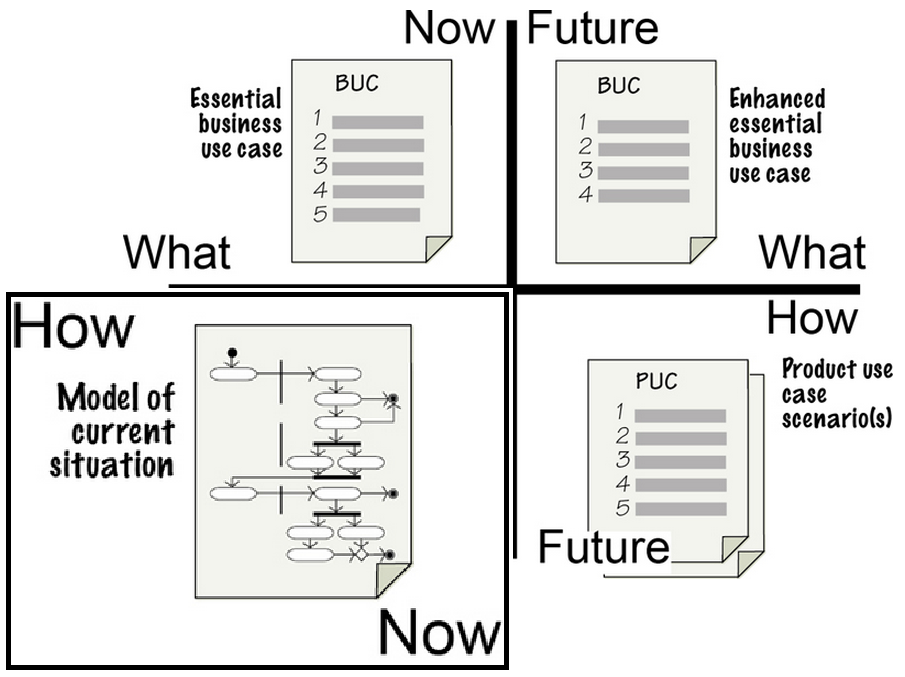 Now Future
Essential
business
use case
BUC
1
2
3
4
5
BUC
1
2
3
4
Enhanced
essential
business
use case
What
What
How
Model of
current
situation
Now
How
PUC
1
2
3
4
5
Product use
case
scenario(s)
Future